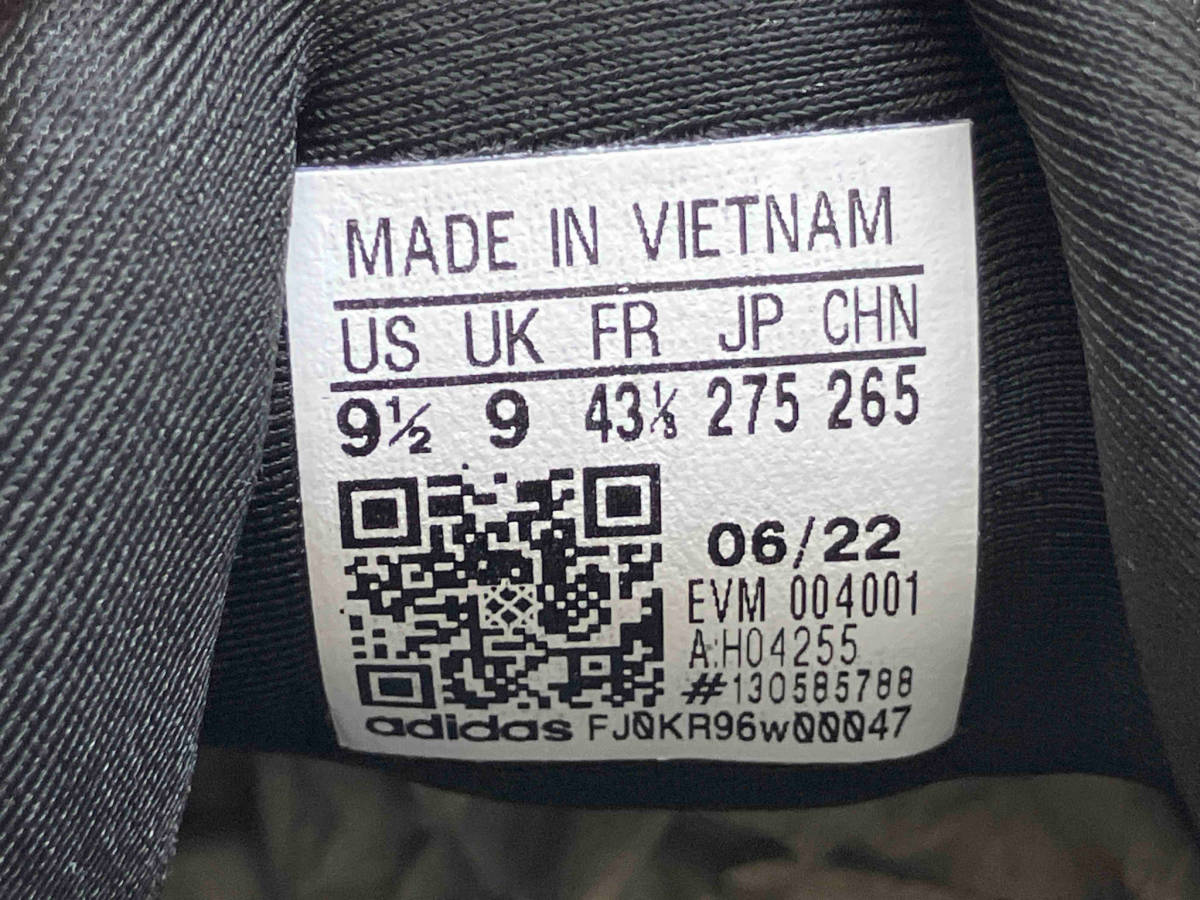 MADE IN VIETNAM
US UK FR JP CHN
9½ 9 43⅓ 275 265
06/22
EVM 004001
A:H04255
#130585788
adidas FJ0KR96w00047